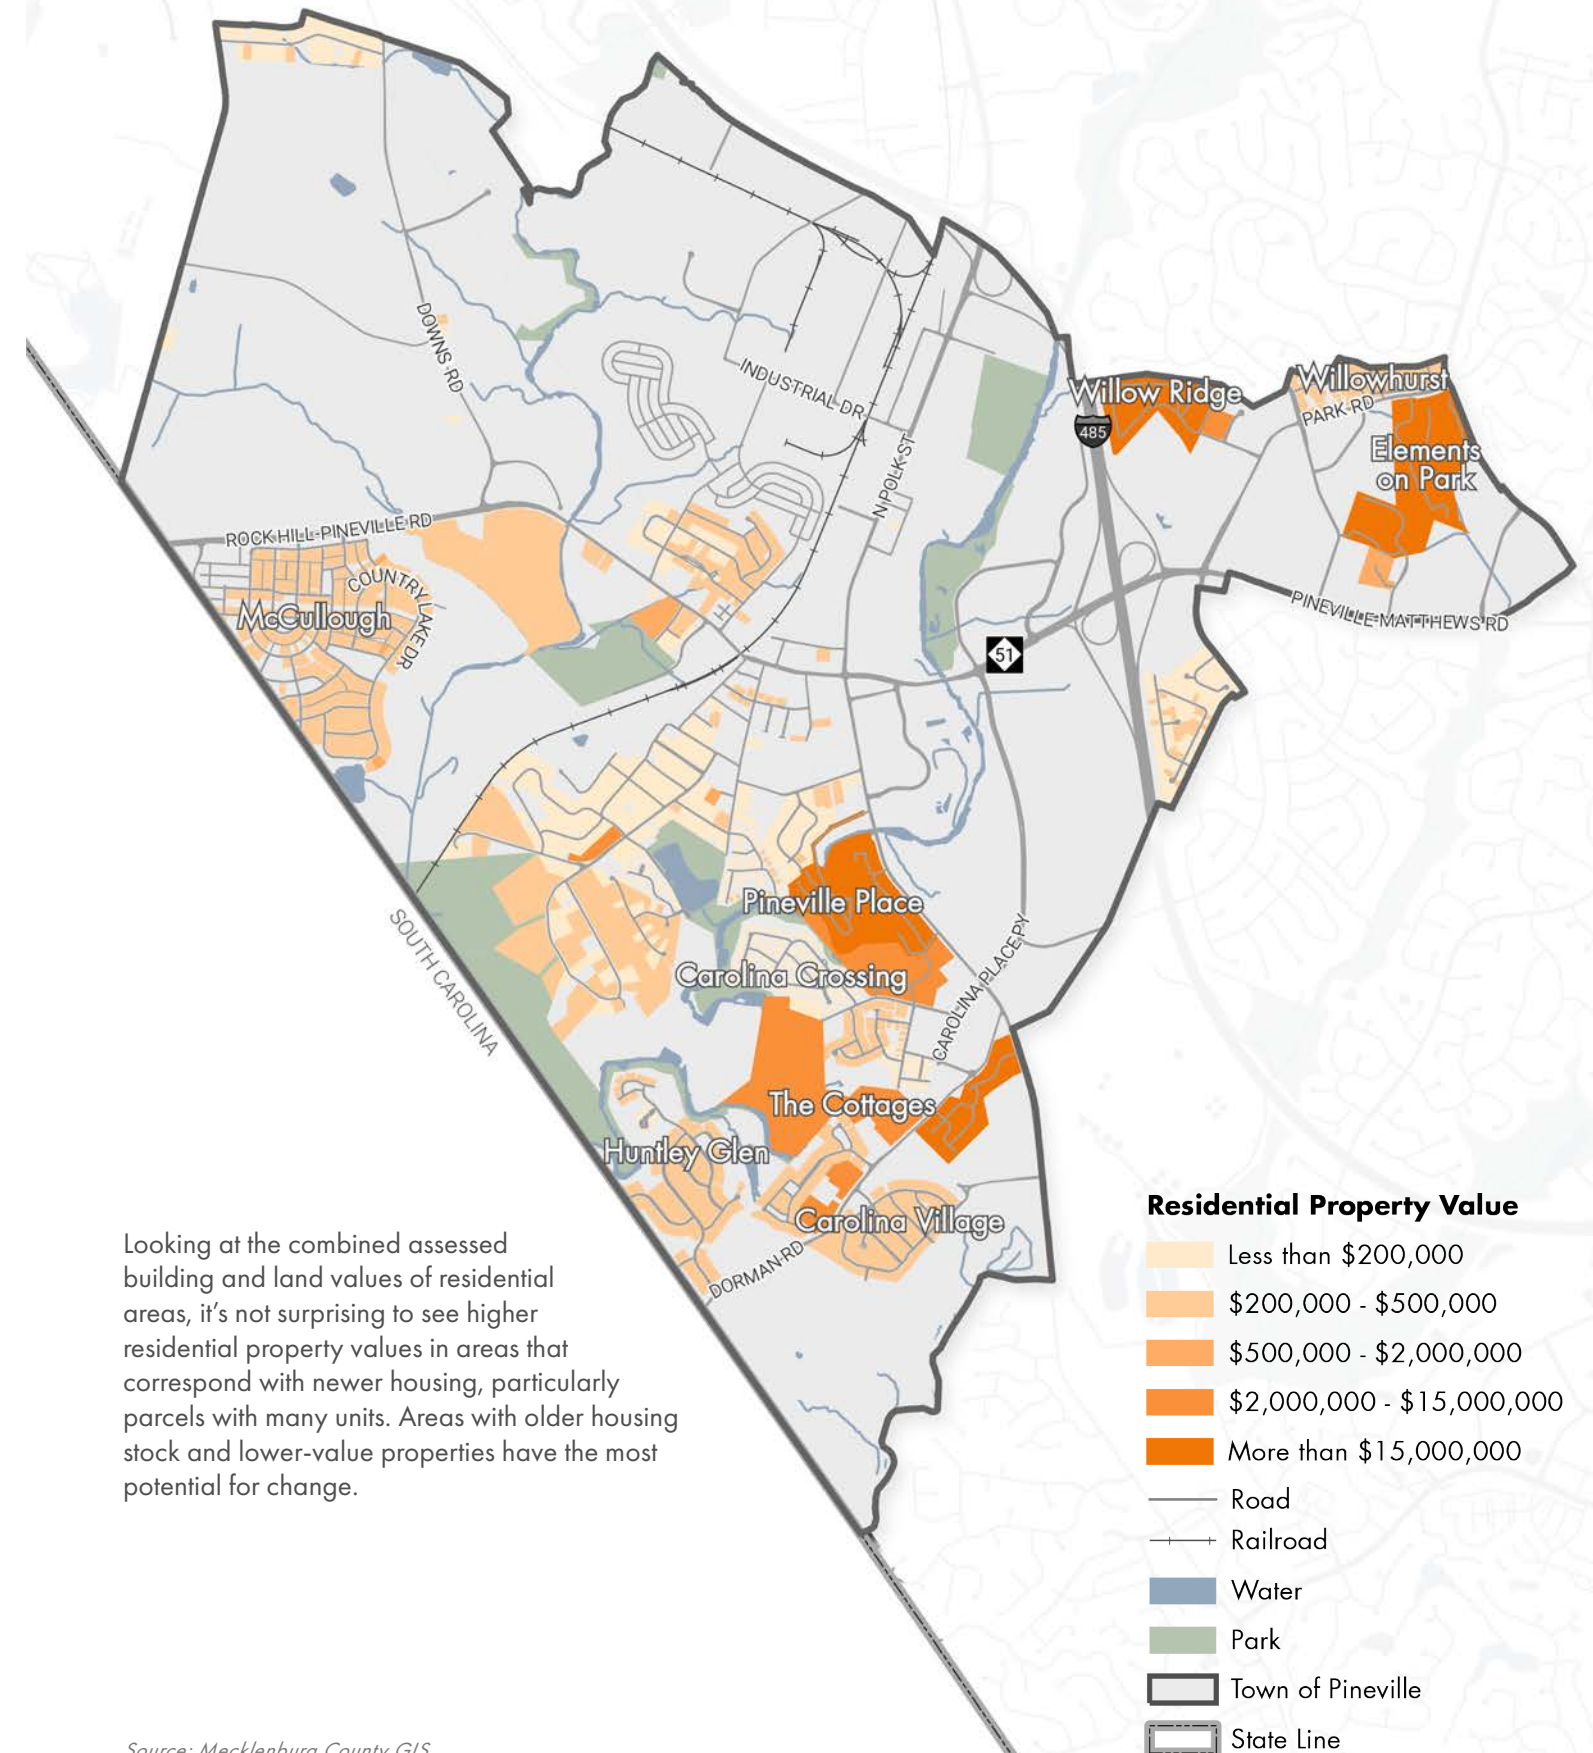 Willow Ridge
Willowhurst
PARK RD
485
Elements
on Park
DOWNS RD
INDUSTRIAL DR
N POLK ST
ROCK HILL-PINEVILLE RD
COUNTRY LAKE DR
McCullough
PINEVILLE-MATTHEWS RD
51
Pineville Place
Carolina Crossing
CAROLINA PLACE PY
SOUTH CAROLINA
The Cottages
Huntley Glen
Carolina Village
DORMAN RD
Looking at the combined assessed
building and land values of residential
areas, it’s not surprising to see higher
residential property values in areas that
correspond with newer housing, particularly
parcels with many units. Areas with older housing
stock and lower-value properties have the most
potential for change.
Source: Mecklenburg County GIS
Residential Property Value
Less than $200,000
$200,000 - $500,000
$500,000 - $2,000,000
$2,000,000 - $15,000,000
More than $15,000,000
Road
Railroad
Water
Park
Town of Pineville
State Line